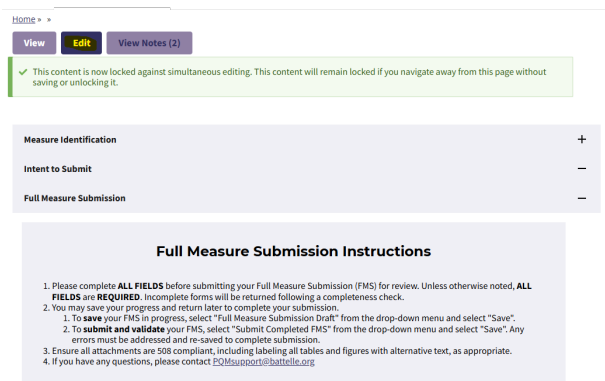 Home » »
View Edit View Notes (2)
✔ This content is now locked against simultaneous editing. This content will remain locked if you navigate away from this page without
saving or unlocking it.
Measure Identification +
Intent to Submit −
Full Measure Submission −
Full Measure Submission Instructions
1. Please complete ALL FIELDS before submitting your Full Measure Submission (FMS) for review. Unless otherwise noted, ALL
FIELDS are REQUIRED. Incomplete forms will be returned following a completeness check.
2. You may save your progress and return later to complete your submission.
1. To save your FMS in progress, select "Full Measure Submission Draft" from the drop-down menu and select "Save".
2. To submit and validate your FMS, select "Submit Completed FMS" from the drop-down menu and select "Save". Any
errors must be addressed and re-saved to complete submission.
3. Ensure all attachments are 508 compliant, including labeling all tables and figures with alternative text, as appropriate.
4. If you have any questions, please contact PQMsupport@battelle.org